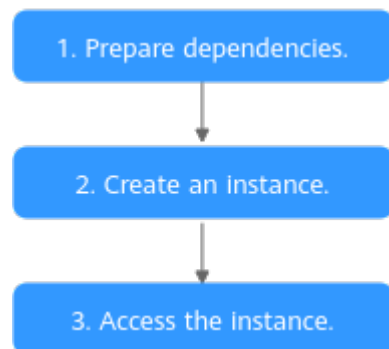 1. Prepare dependencies.
2. Create an instance.
3. Access the instance.